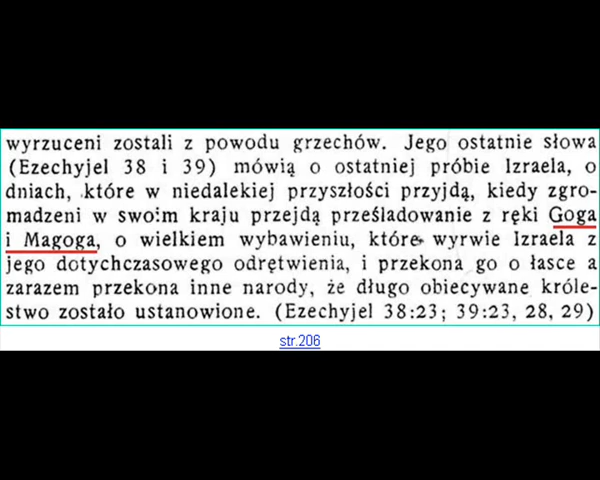 wyrzuceni zostali z powodu grzechów. Jego ostatnie słowa
(Ezechyjel 38 i 39) mówią o ostatniej próbie Izraela, o
dniach, które w niedalekiej przyszłości przyjdą, kiedy zgro-
madzeni w swoim kraju przejdą prześladowanie z ręki Goga
i Magoga, o wielkiem wybawieniu, które wyrwie Izraela z
jego dotychczasowego odrętwienia, i przekona go o łasce a
zarazem przekona inne narody, że długo obiecywane króle-
stwo zostało ustanowione. (Ezechyjel 38:23; 39:23, 28, 29)
str.206